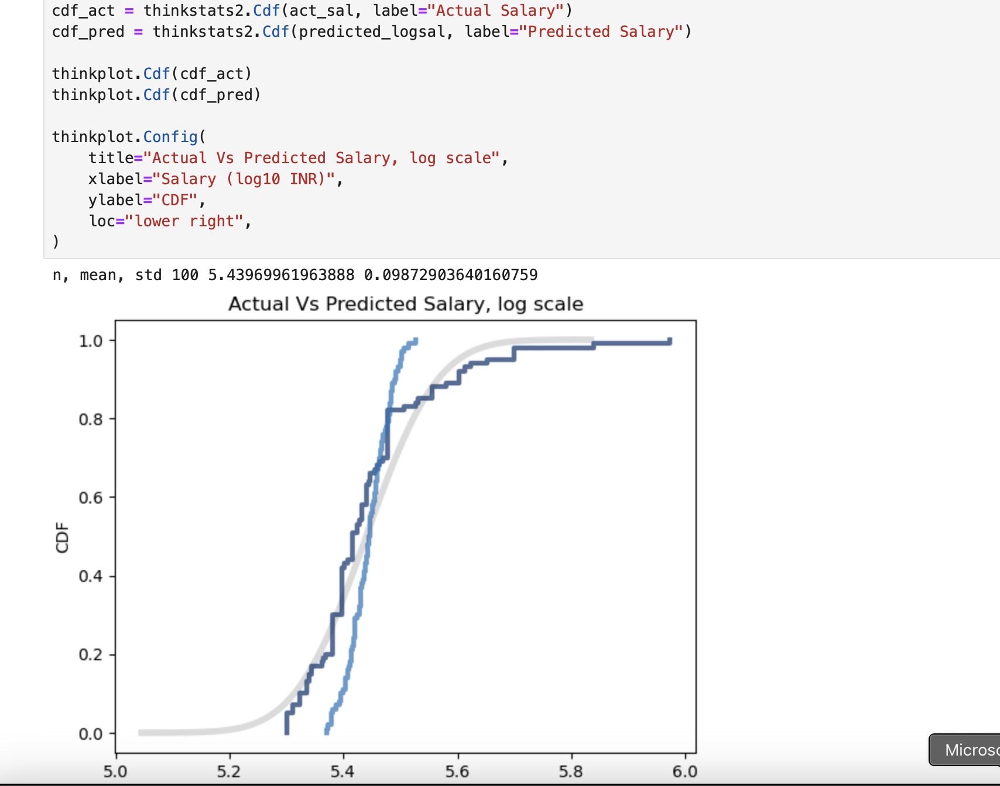 cdf_act = thinkstats2.Cdf(act_sal, label="Actual Salary")
cdf_pred = thinkstats2.Cdf(predicted_logsal, label="Predicted Salary")
thinkplot.Cdf(cdf_act)
thinkplot.Cdf(cdf_pred)
thinkplot.Config(
    title="Actual Vs Predicted Salary, log scale",
    xlabel="Salary (log10 INR)",
    ylabel="CDF",
    loc="lower right",
)
n, mean, std 100 5.43969961963888 0.09872903640160759
Actual Vs Predicted Salary, log scale
1.0
0.8
0.6
CDF
0.4
0.2
0.0
5.0 5.2 5.4 5.6 5.8 6.0